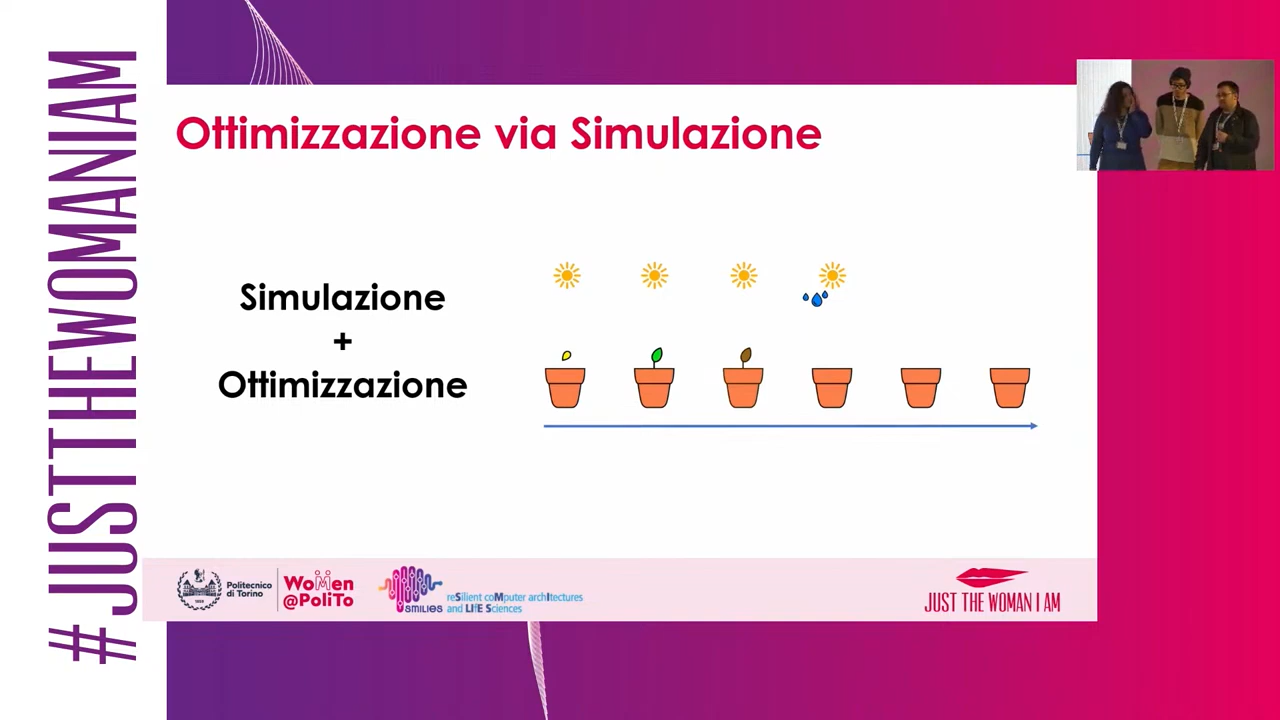 #JUSTTHEWOMANIAM
Ottimizzazione via Simulazione
Simulazione
+
Ottimizzazione
Politecnico
di Torino
WoMen
@PoliTo
SMILIES
reSilient coMputer archItectures
and LIfE Sciences
JUST THE WOMAN I AM